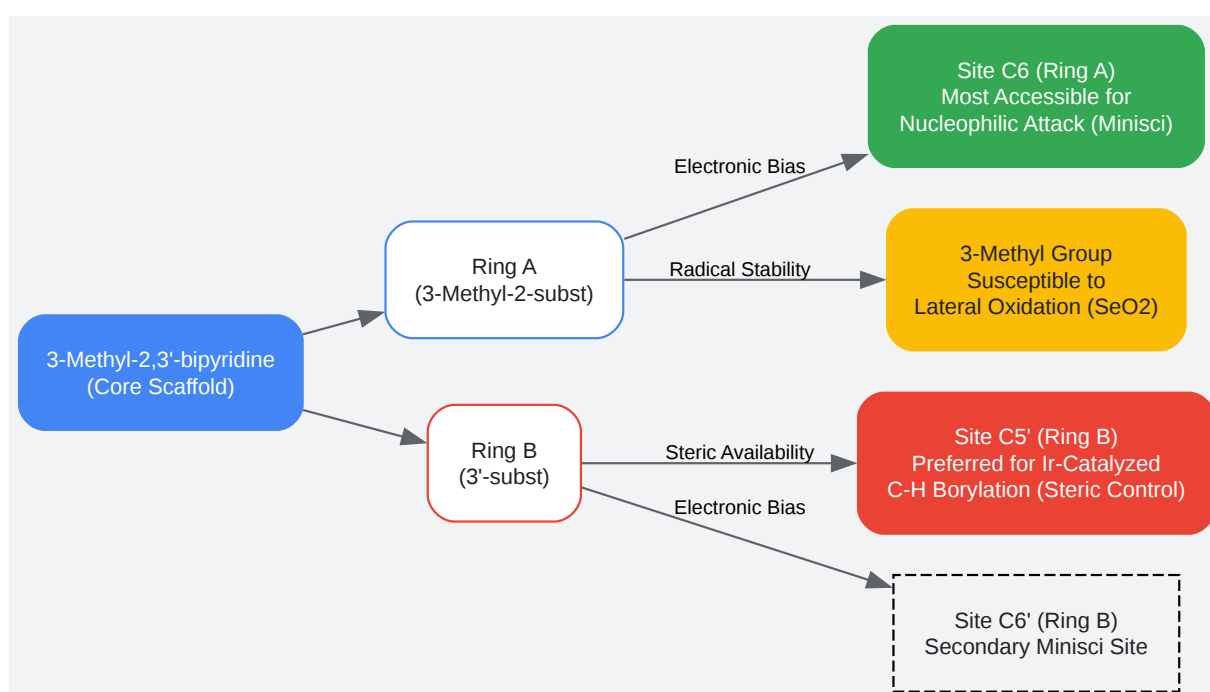 Site C6 (Ring A)
Most Accessible for
Nucleophilic Attack (Minisci)
Electronic Bias
Ring A
(3-Methyl-2-subst)
Radical Stability
3-Methyl Group
Susceptible to
Lateral Oxidation (SeO2)
3-Methyl-2,3'-bipyridine
(Core Scaffold)
Ring B
(3'-subst)
Steric Availability
Site C5' (Ring B)
Preferred for Ir-Catalyzed
C-H Borylation (Steric Control)
Electronic Bias
Site C6' (Ring B)
Secondary Minisci Site